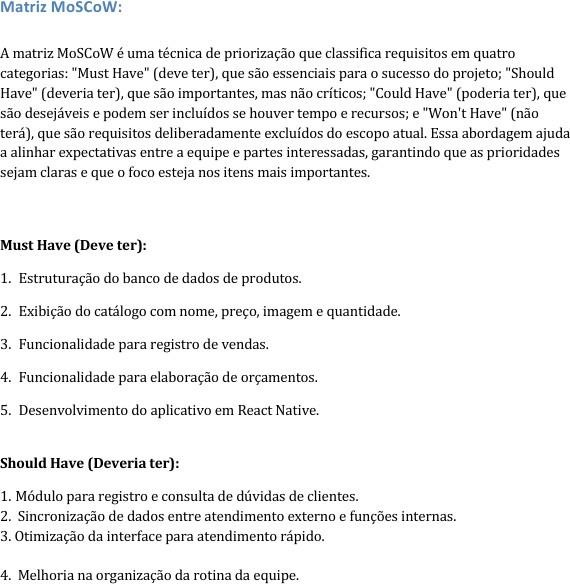 Matriz MoSCoW:
A matriz MoSCoW é uma técnica de priorização que classifica requisitos em quatro
categorias: "Must Have" (deve ter), que são essenciais para o sucesso do projeto; "Should
Have" (deveria ter), que são importantes, mas não críticos; "Could Have" (poderia ter), que
são desejáveis e podem ser incluídos se houver tempo e recursos; e "Won't Have" (não
terá), que são requisitos deliberadamente excluídos do escopo atual. Essa abordagem ajuda
a alinhar expectativas entre a equipe e partes interessadas, garantindo que as prioridades
sejam claras e que o foco esteja nos itens mais importantes.
Must Have (Deve ter):
1. Estruturação do banco de dados de produtos.
2. Exibição do catálogo com nome, preço, imagem e quantidade.
3. Funcionalidade para registro de vendas.
4. Funcionalidade para elaboração de orçamentos.
5. Desenvolvimento do aplicativo em React Native.
Should Have (Deveria ter):
1. Módulo para registro e consulta de dúvidas de clientes.
2. Sincronização de dados entre atendimento externo e funções internas.
3. Otimização da interface para atendimento rápido.
4. Melhoria na organização da rotina da equipe.